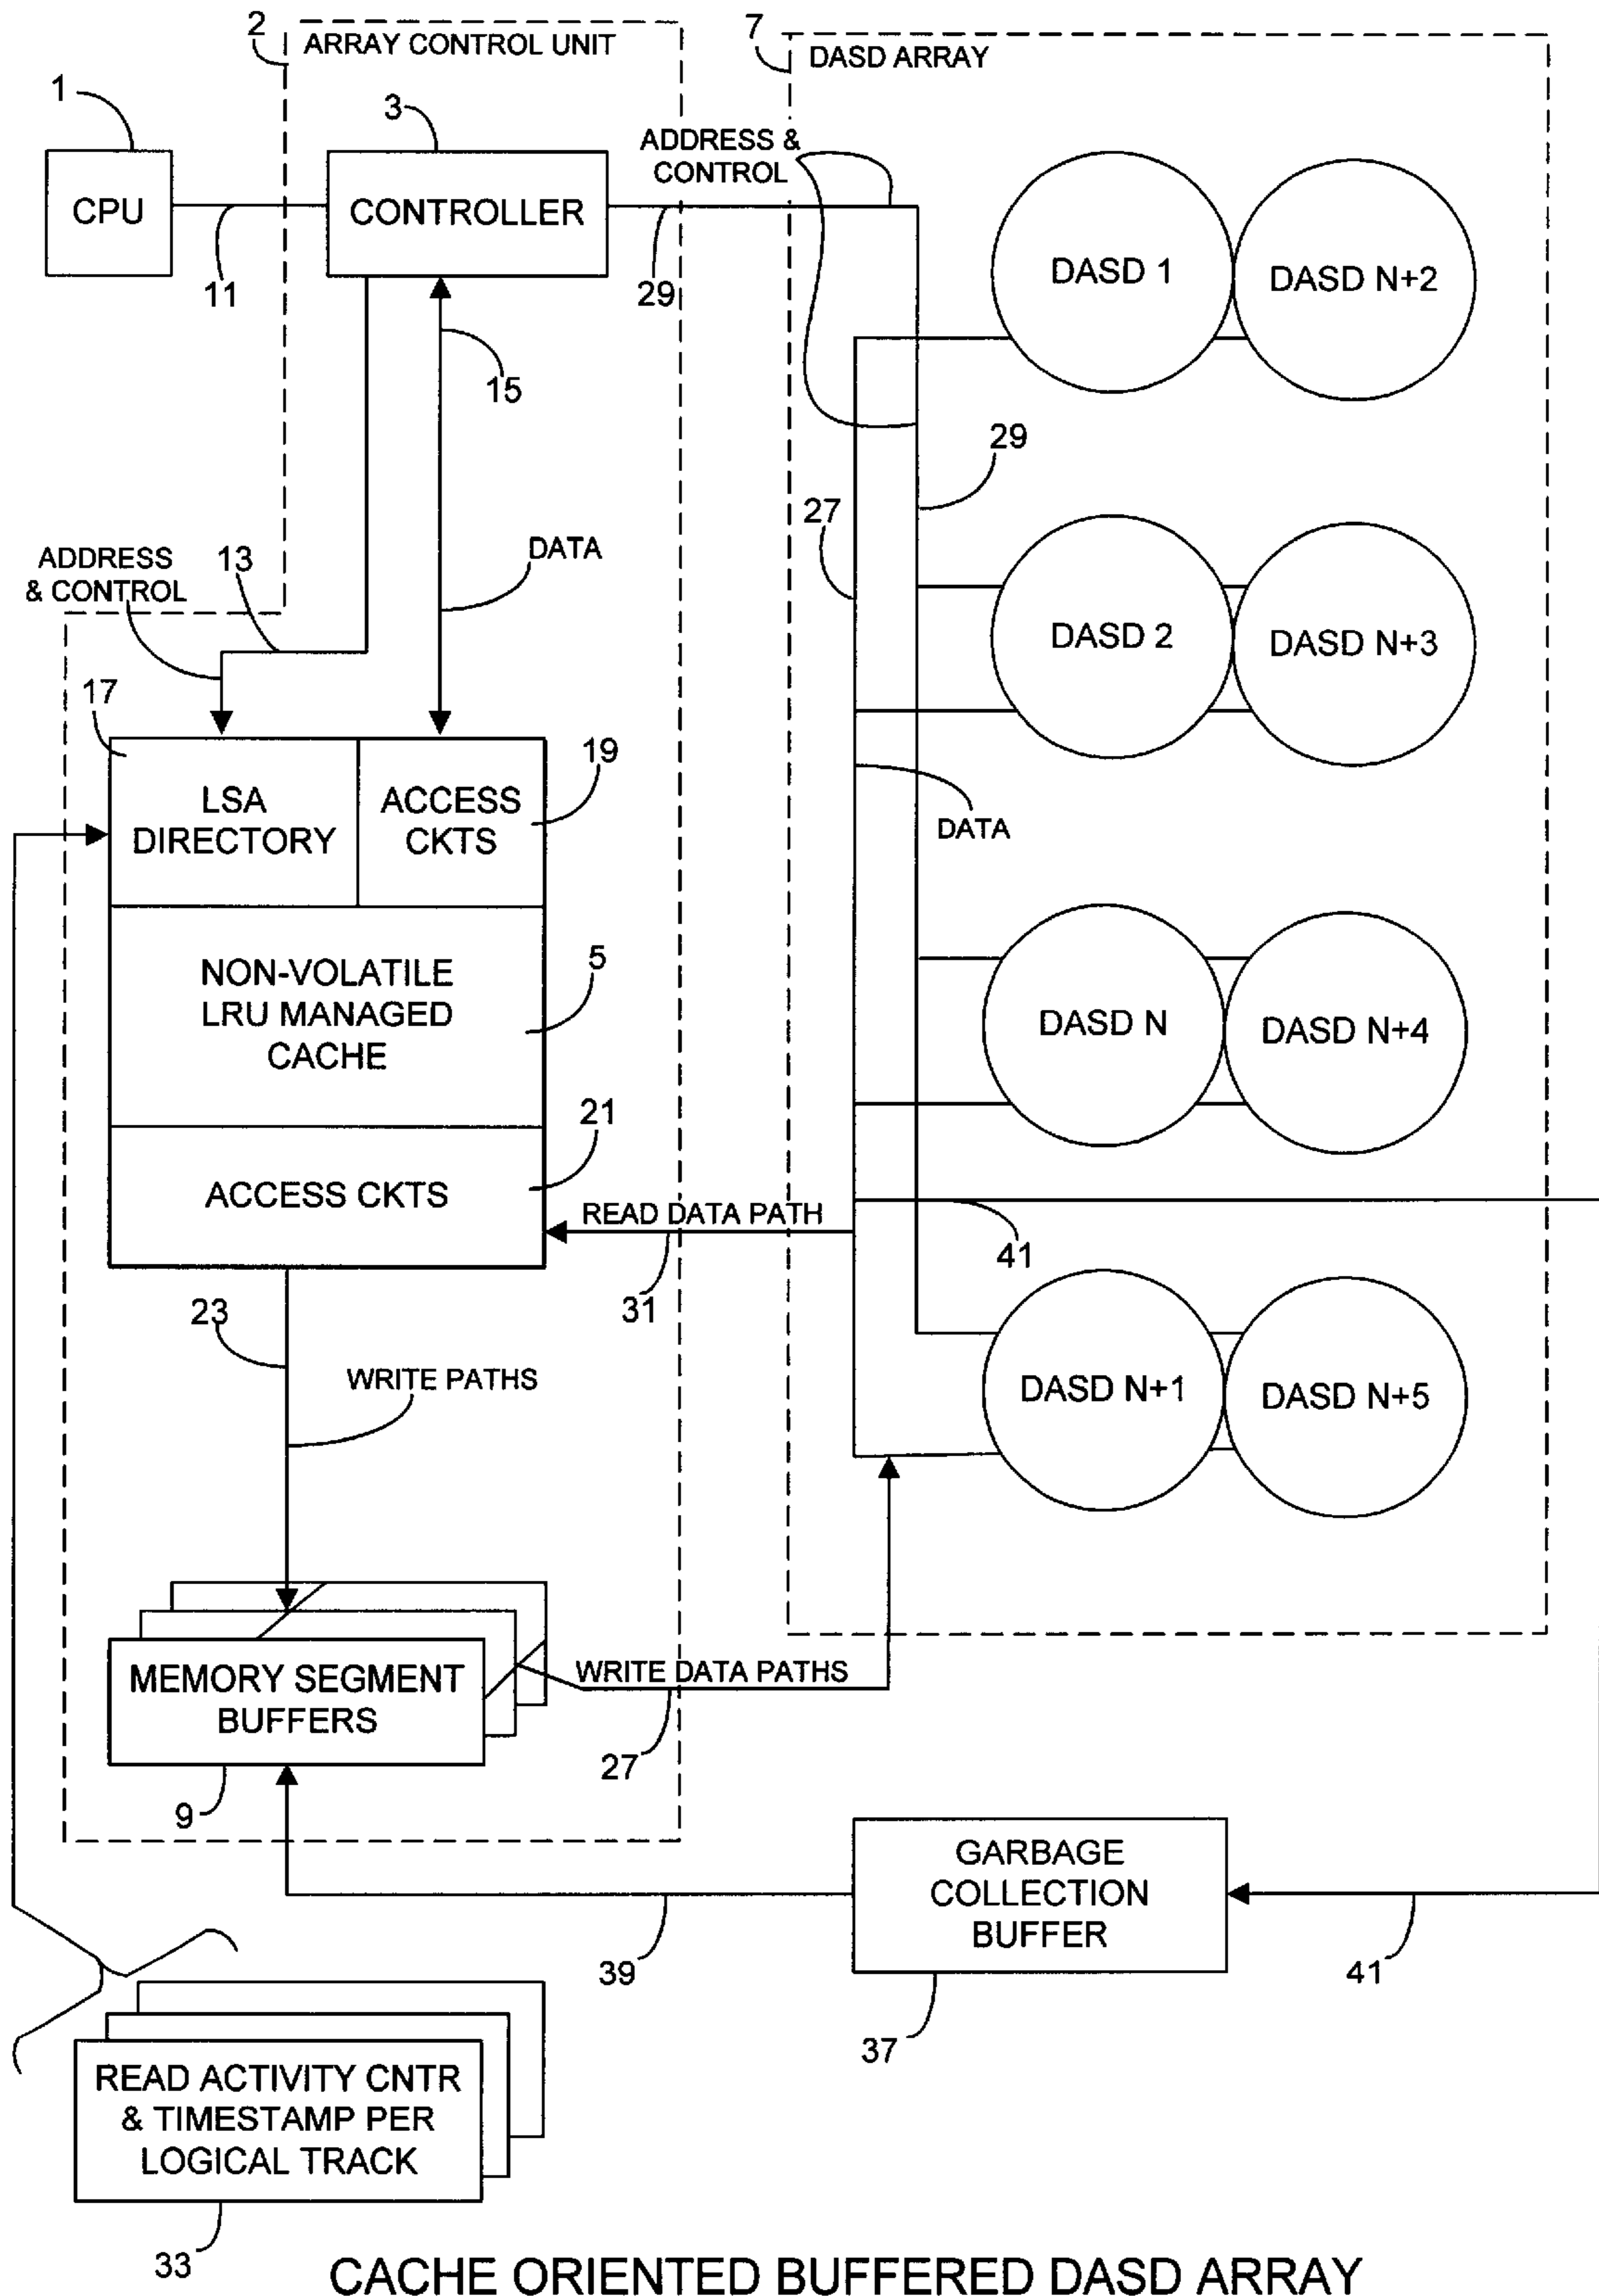 2
ARRAY CONTROL UNIT
7
DASD ARRAY
1
3
ADDRESS &
CONTROL
CPU
CONTROLLER
11
29
DASD 1
DASD N+2
15
29
27
ADDRESS
& CONTROL
13
DATA
DASD 2
DASD N+3
17
19
LSA
DIRECTORY
ACCESS
CKTS
DATA
5
NON-VOLATILE
LRU MANAGED
CACHE
DASD N
DASD N+4
21
ACCESS CKTS
READ DATA PATH
41
31
23
WRITE PATHS
DASD N+1
DASD N+5
MEMORY SEGMENT
BUFFERS
WRITE DATA PATHS
27
9
GARBAGE
COLLECTION
BUFFER
39
41
37
READ ACTIVITY CNTR
& TIMESTAMP PER
LOGICAL TRACK
33
CACHE ORIENTED BUFFERED DASD ARRAY